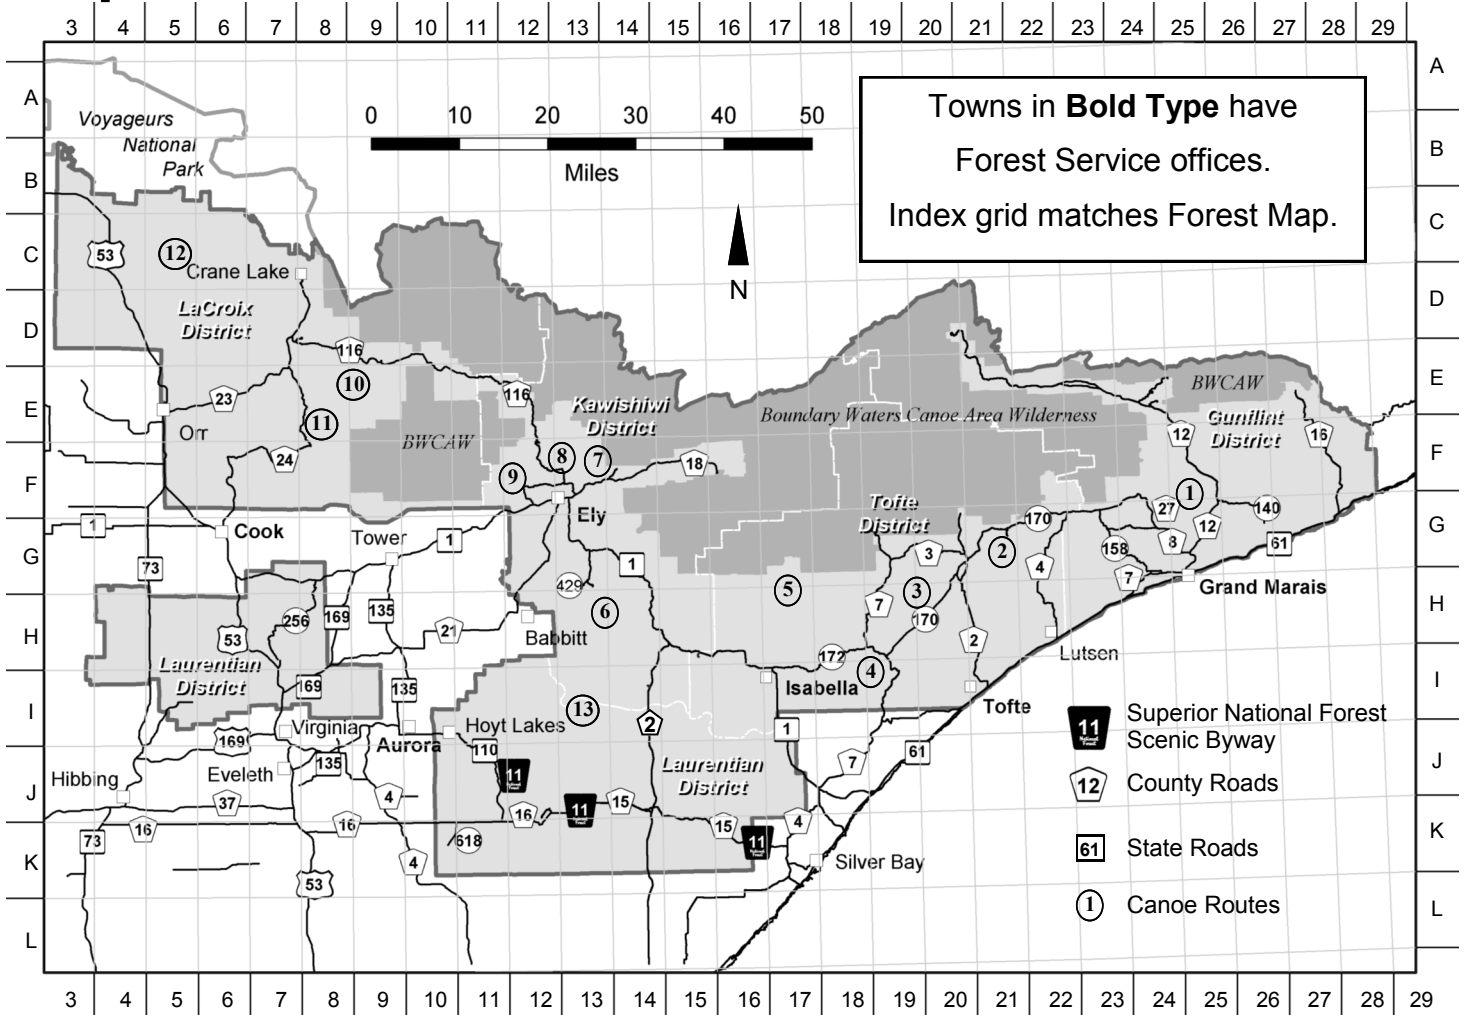 3 4 5 6 7 8 9 10 11 12 13 14 15 16 17 18 19 20 21 22 23 24 25 26 27 28 29
A
A
Voyageurs
National
Park
0 10 20 30 40 50
Miles
Towns in Bold Type have
Forest Service offices.
Index grid matches Forest Map.
B
B
C
C
N
53
12
Crane Lake
LaCroix
District
D
D
116
10
116
E
E
23
11
Orr
24
BWCAW
Kawishiwi
District
Boundary Waters Canoe Area Wilderness
BWCAW
Gunflint
District
12
16
F
F
9
8
7
18
Ely
Tofte
District
1
27
12
140
170
8
158
7
61
Grand Marais
G
G
1
Cook
Tower
1
73
1
429
6
5
3
2
4
3
7
170
2
Lutsen
H
H
256
169
135
53
21
Babbitt
Laurentian
District
172
4
Isabella
Tofte
I
I
169
135
13
2
1
Virginia
Aurora
Hoyt Lakes
169
Eveleth
135
110
11
National
Forest
Laurentian
District
7
61
J
J
Hibbing
37
4
16
11
15
15
4
11
K
K
73
16
16
618
4
53
Silver Bay
L
L
11
Superior National Forest
Scenic Byway
12
County Roads
61
State Roads
1
Canoe Routes
3 4 5 6 7 8 9 10 11 12 13 14 15 16 17 18 19 20 21 22 23 24 25 26 27 28 29